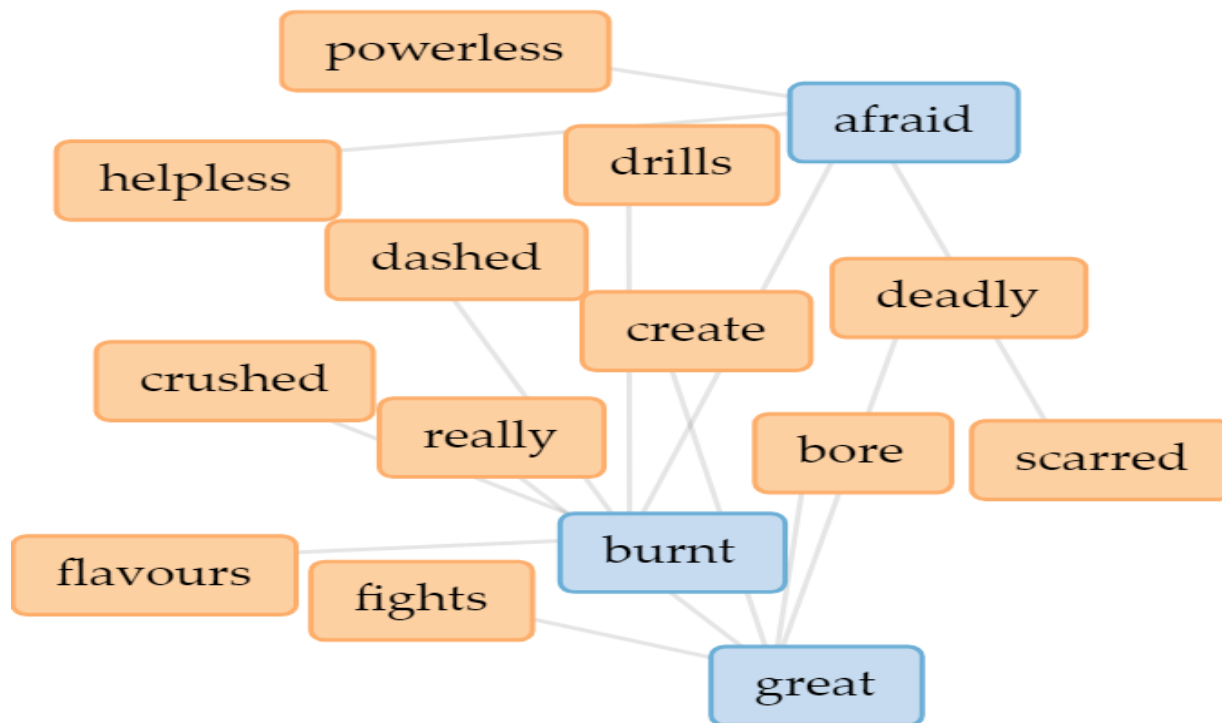 powerless
afraid
drills
helpless
dashed
deadly
create
crushed
really
bore
scarred
burnt
flavours
fights
great